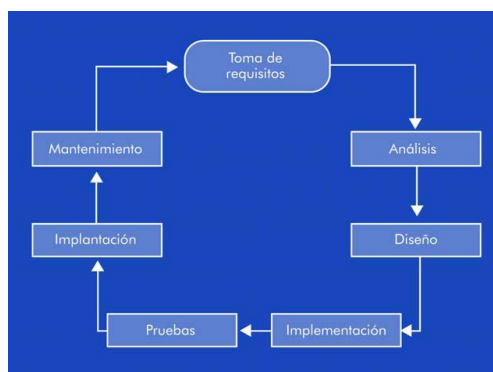 Toma de
requisitos
Análisis
Diseño
Implementación
Pruebas
Implantación
Mantenimiento